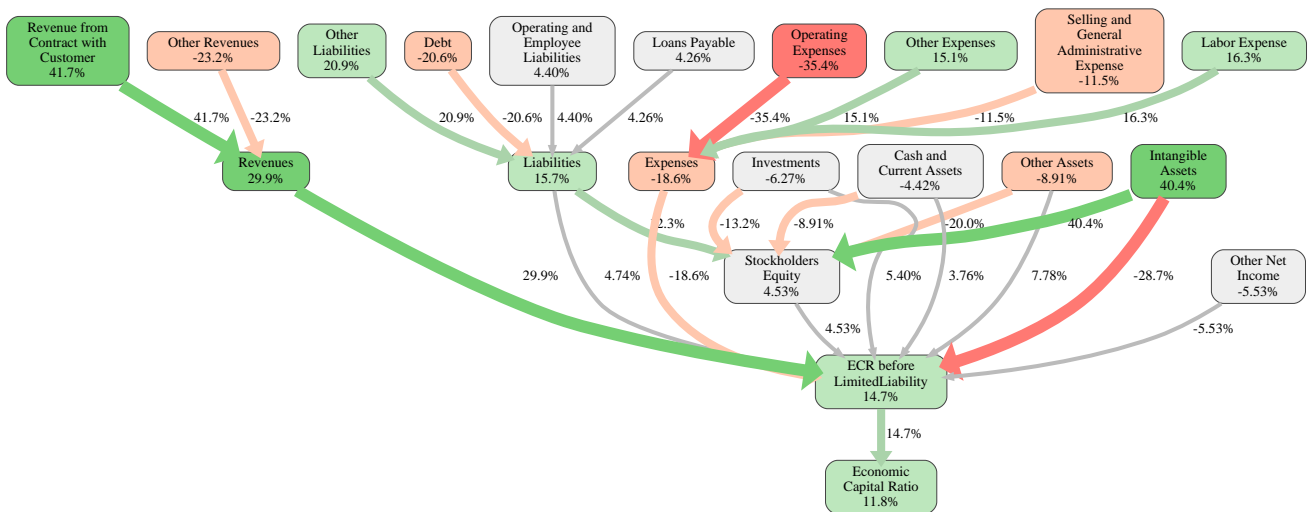 Revenue from
Contract with
Customer
41.7%
Other Revenues
-23.2%
Other
Liabilities
20.9%
Debt
-20.6%
Operating and
Employee
Liabilities
4.40%
Loans Payable
4.26%
Operating
Expenses
-35.4%
Other Expenses
15.1%
Selling and
General
Administrative
Expense
-11.5%
Labor Expense
16.3%
41.7%
-23.2%
20.9%
-20.6%
4.40%
4.26%
-35.4%
15.1%
-11.5%
16.3%
Revenues
29.9%
Liabilities
15.7%
Expenses
-18.6%
Investments
-6.27%
Cash and
Current Assets
-4.42%
Other Assets
-8.91%
Intangible
Assets
40.4%
2.3%
-13.2%
-8.91%
-20.0%
40.4%
Stockholders
Equity
4.53%
Other Net
Income
-5.53%
29.9%
4.74%
-18.6%
5.40%
3.76%
7.78%
-28.7%
4.53%
-5.53%
ECR before
LimitedLiability
14.7%
14.7%
Economic
Capital Ratio
11.8%